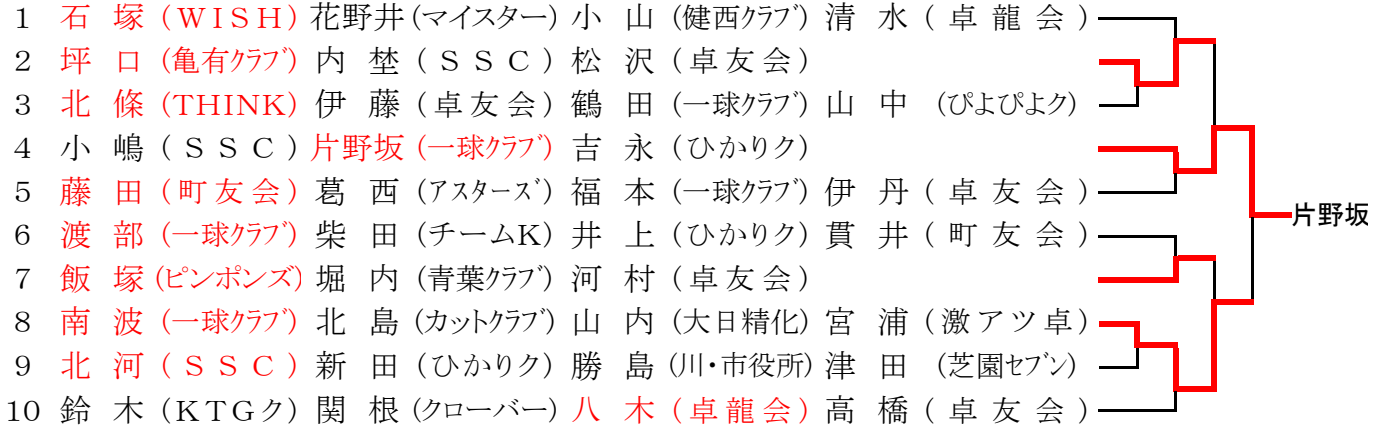 1 石塚(WISH) 花野井(マイスター) 小山(健西クラブ) 清水(卓龍会)
2 坪口(亀有クラブ) 内埜(SSC) 松沢(卓友会)
3 北條(THINK) 伊藤(卓友会) 鶴田(一球クラブ) 山中(ぴよぴよク)
4 小嶋(SSC) 片野坂(一球クラブ) 吉永(ひかりク)
5 藤田(町友会) 葛西(アスターズ) 福本(一球クラブ) 伊丹(卓友会)
片野坂
6 渡部(一球クラブ) 柴田(チームK) 井上(ひかりク) 貫井(町友会)
7 飯塚(ピンポンズ) 堀内(青葉クラブ) 河村(卓友会)
8 南波(一球クラブ) 北島(カットクラブ) 山内(大日精化) 宮浦(激アツ卓)
9 北河(SSC) 新田(ひかりク) 勝島(川・市役所) 津田(芝園セブン)
10 鈴木(KTGク) 関根(クローバー) 八木(卓龍会) 高橋(卓友会)